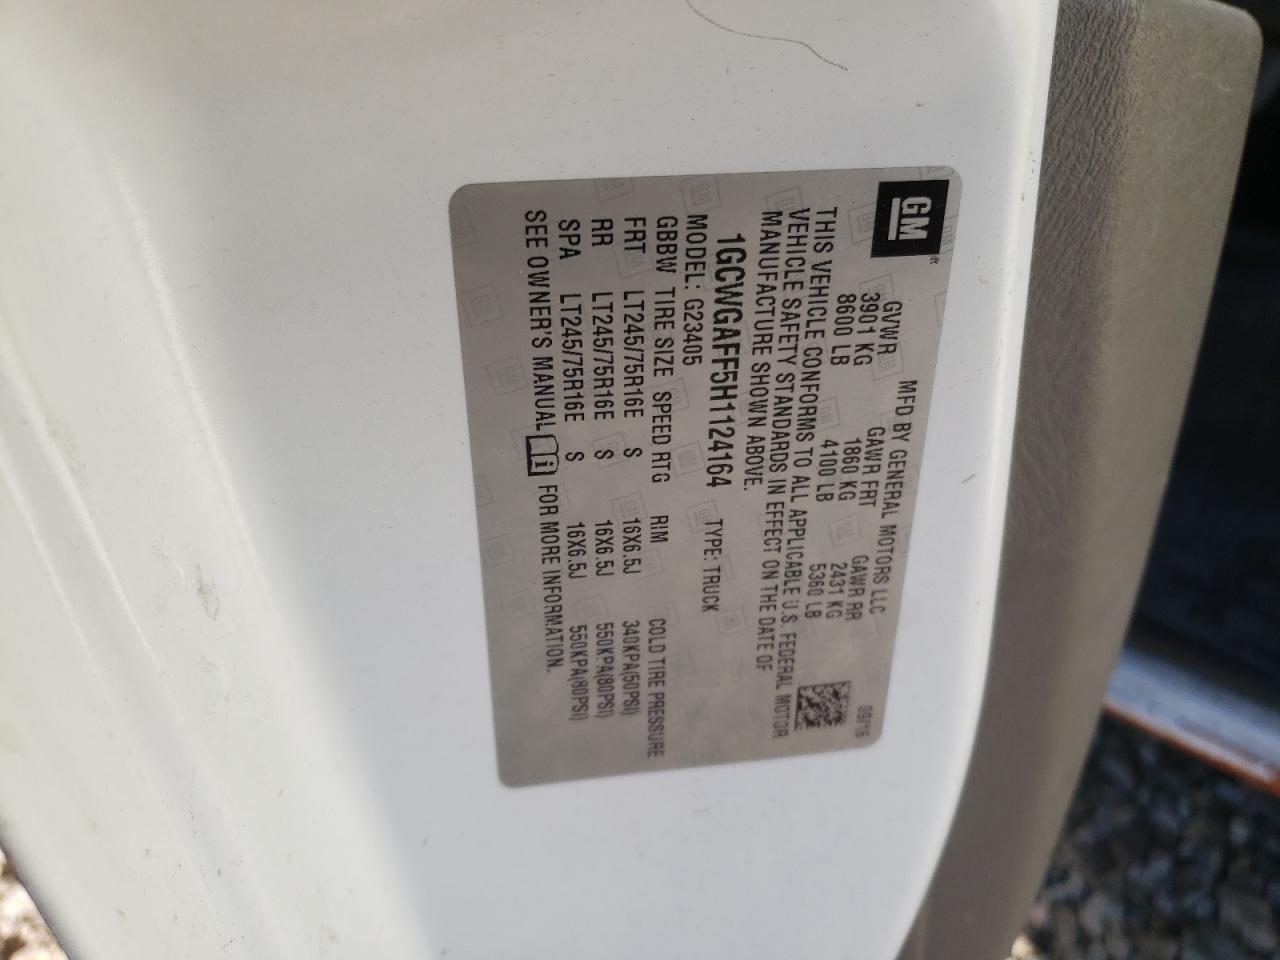 GM
MFD BY GENERAL MOTORS LLC
GVWR GAWR FRT GAWR RR
3901 KG 1860 KG 2431 KG
8600 LB 4100 LB 5360 LB
THIS VEHICLE CONFORMS TO ALL APPLICABLE U.S. FEDERAL MOTOR
VEHICLE SAFETY STANDARDS IN EFFECT ON THE DATE OF
MANUFACTURE SHOWN ABOVE.
1GCWGAFF5H1124164 TYPE: TRUCK
MODEL: G23405
GBBW TIRE SIZE SPEED RTG RIM COLD TIRE PRESSURE
FRT LT245/75R16E S 16X6.5J 340KPA(50PSI)
RR LT245/75R16E S 16X6.5J 550KPA(80PSI)
SPA LT245/75R16E S 16X6.5J 550KPA(80PSI)
SEE OWNER'S MANUAL FOR MORE INFORMATION.